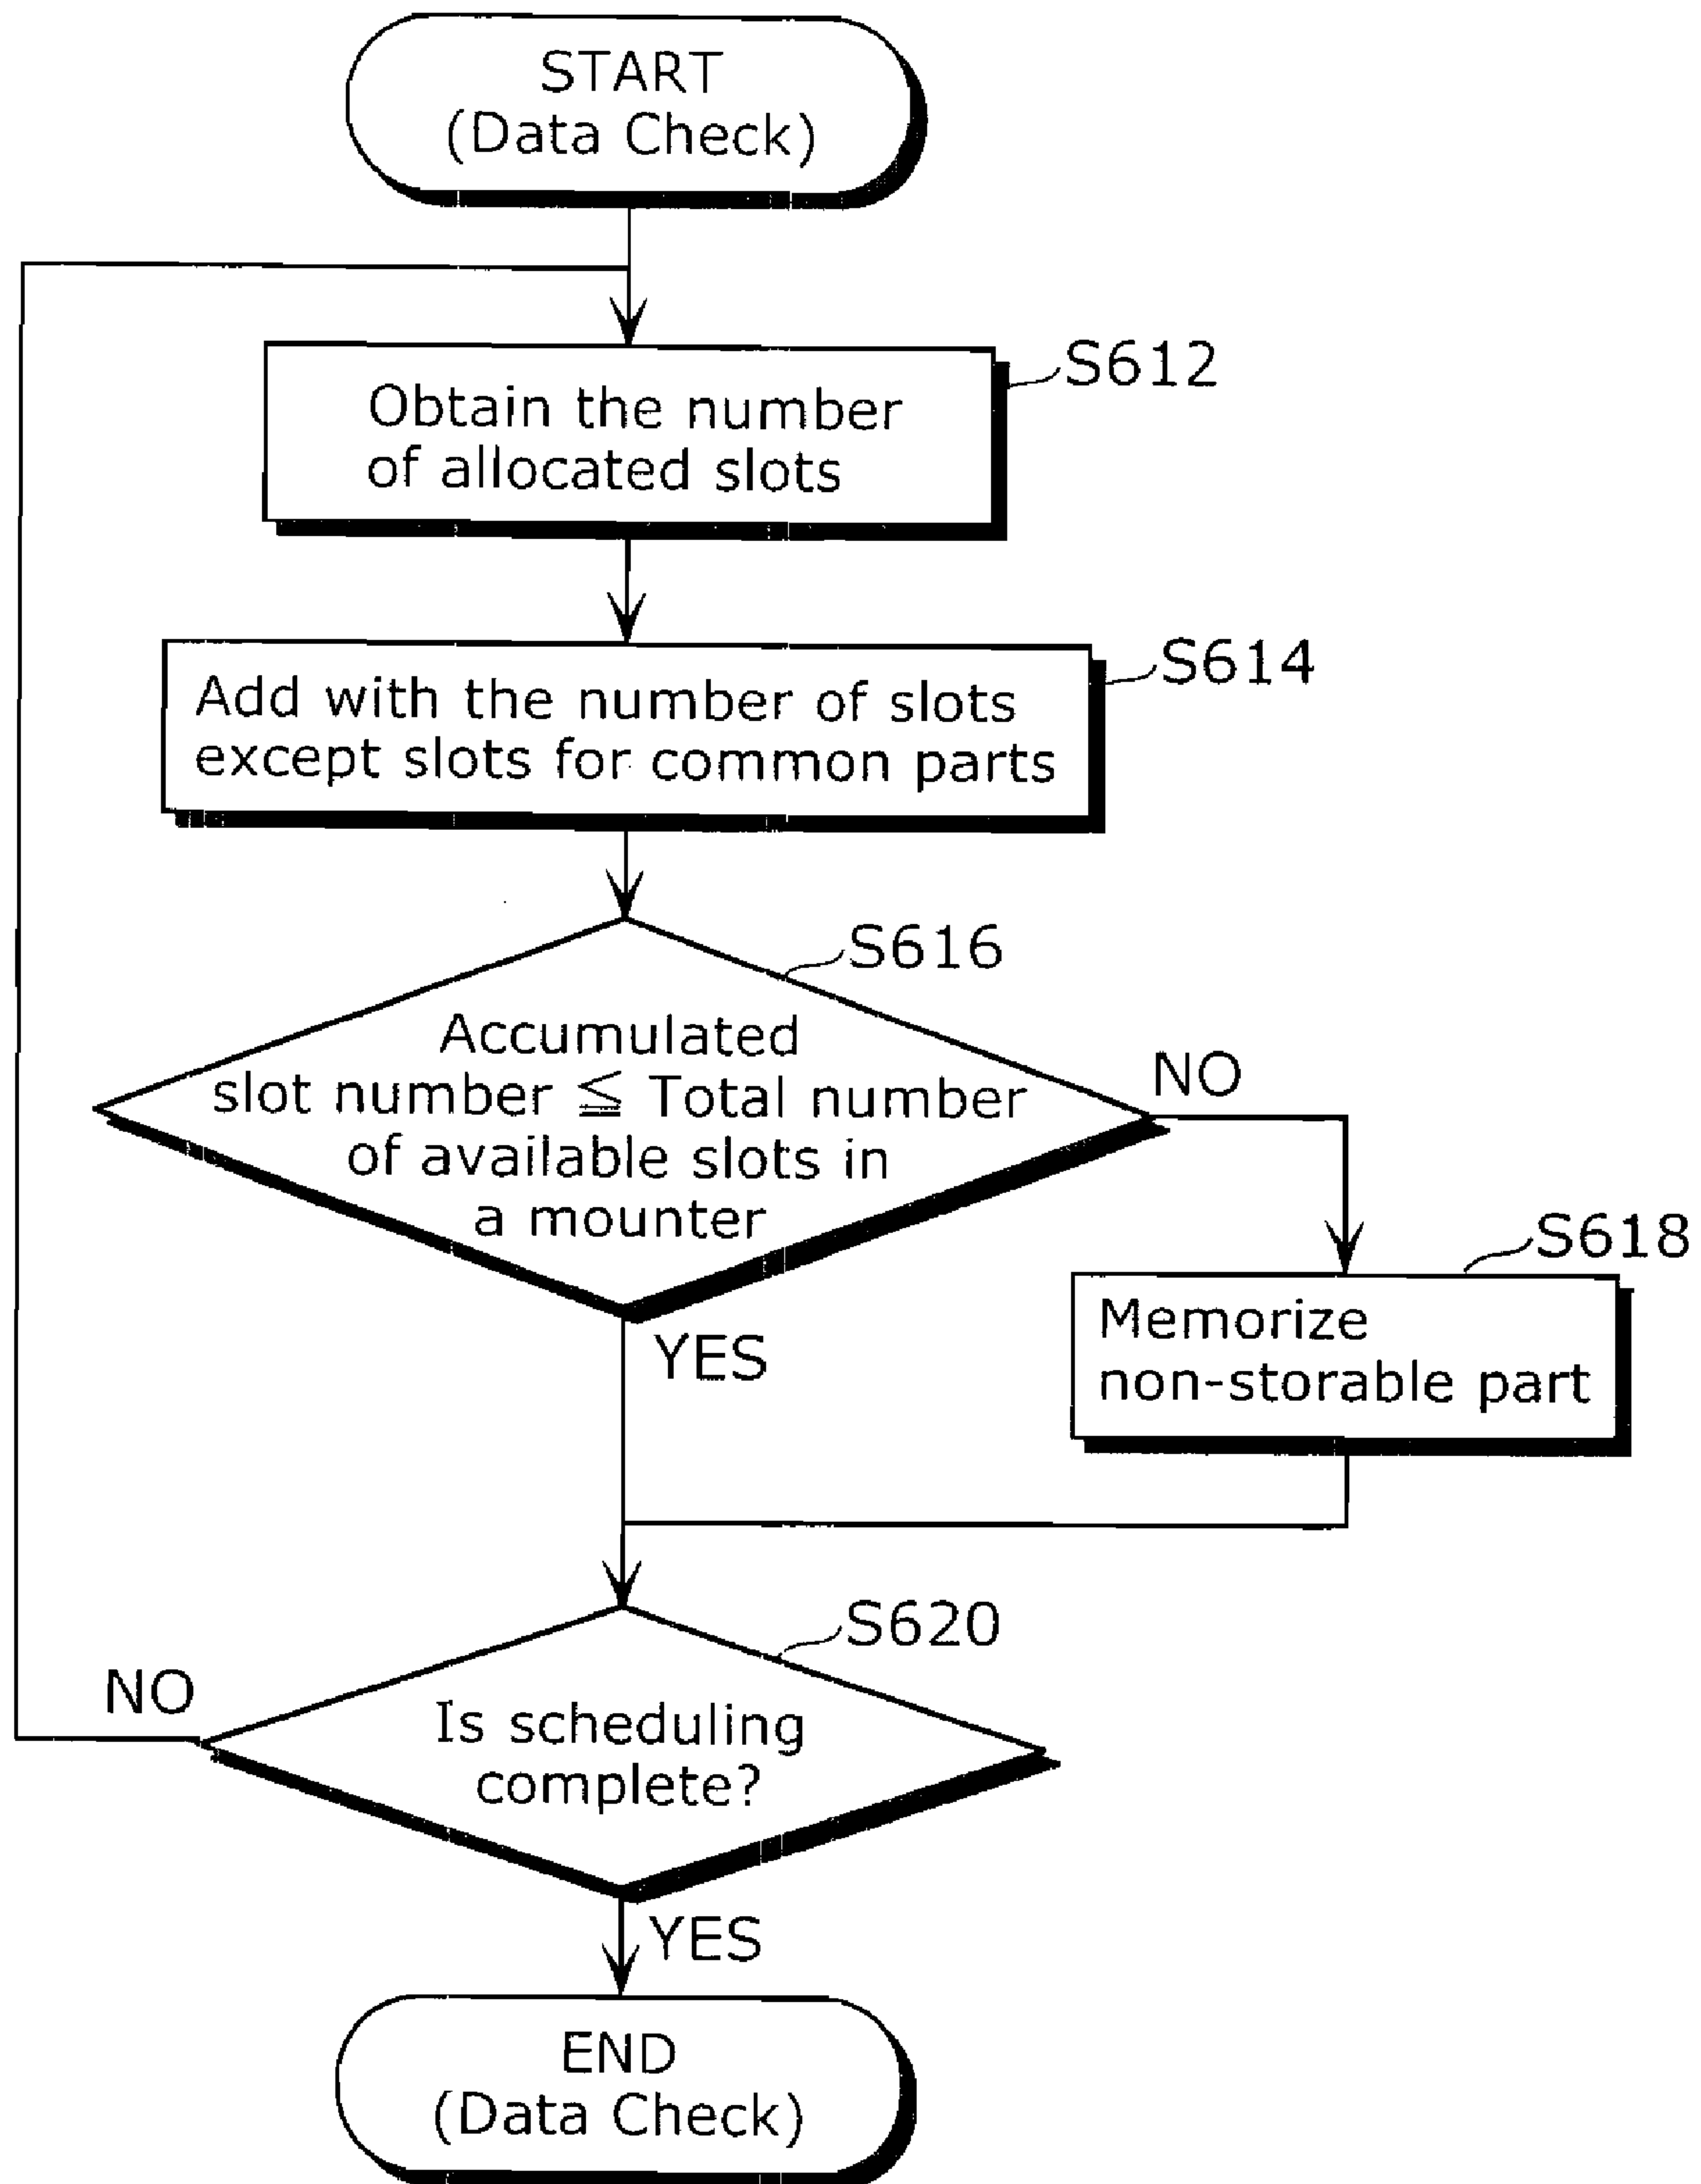 START
(Data Check)
S612
Obtain the number
of allocated slots
S614
Add with the number of slots
except slots for common parts
S616
Accumulated
slot number ≦ Total number
of available slots in
a mounter
NO
YES
S618
Memorize
non-storable part
S620
Is scheduling
complete?
NO
YES
END
(Data Check)